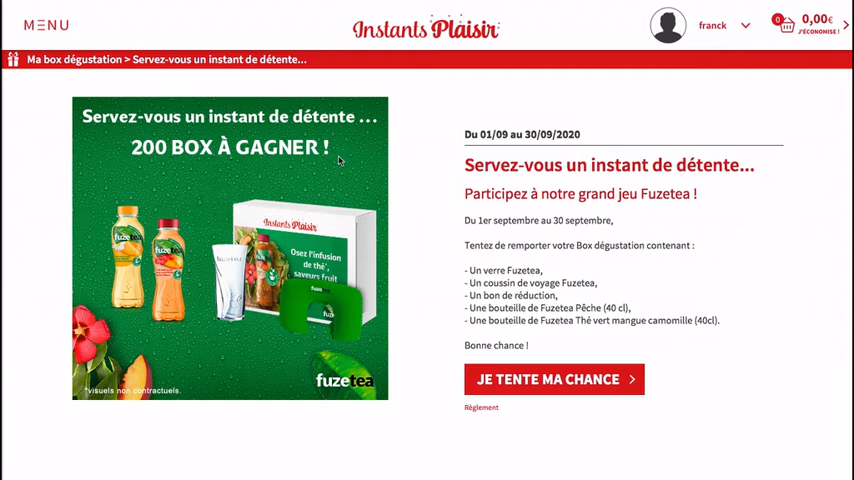 MENU
Instants Plaisir
franck
0
0,00€
J'ÉCONOMISE !
Ma box dégustation > Servez-vous un instant de détente...
Servez-vous un instant de détente ...
200 BOX À GAGNER !
Instants Plaisir
Osez l'infusion
de thé,
saveurs fruit
fuzetea
fuzetea
fuzetea
fuzetea
fuzetea
*visuels non contractuels.
Du 01/09 au 30/09/2020
Servez-vous un instant de détente...
Participez à notre grand jeu Fuzetea !
Du 1er septembre au 30 septembre,
Tentez de remporter votre Box dégustation contenant :
- Un verre Fuzetea,
- Un coussin de voyage Fuzetea,
- Un bon de réduction,
- Une bouteille de Fuzetea Pêche (40 cl),
- Une bouteille de Fuzetea Thé vert mangue camomille (40cl).
Bonne chance !
JE TENTE MA CHANCE
Règlement